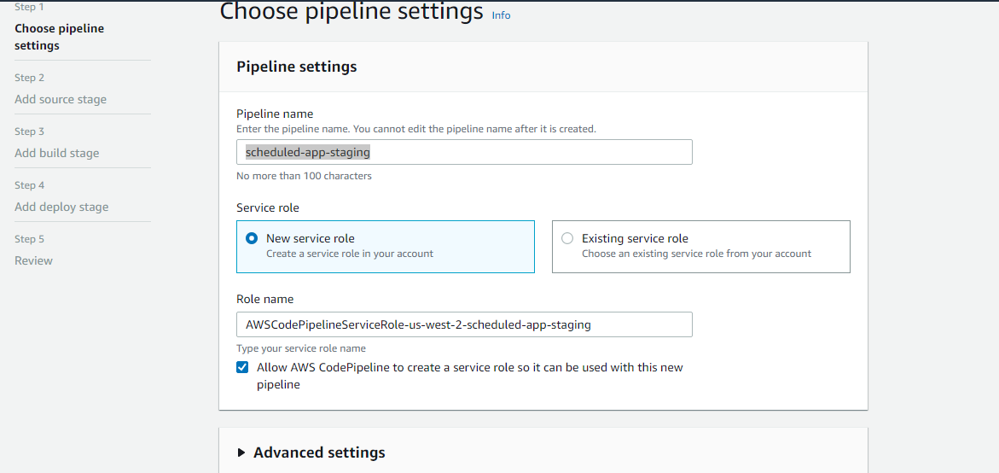 Step 1
Choose pipeline
settings
Step 2
Add source stage
Step 3
Add build stage
Step 4
Add deploy stage
Step 5
Review
Choose pipeline settings Info
Pipeline settings
Pipeline name
Enter the pipeline name. You cannot edit the pipeline name after it is created.
scheduled-app-staging
No more than 100 characters
Service role
New service role
Create a service role in your account
Existing service role
Choose an existing service role from your account
Role name
AWSCodePipelineServiceRole-us-west-2-scheduled-app-staging
Type your service role name
Allow AWS CodePipeline to create a service role so it can be used with this new
pipeline
Advanced settings